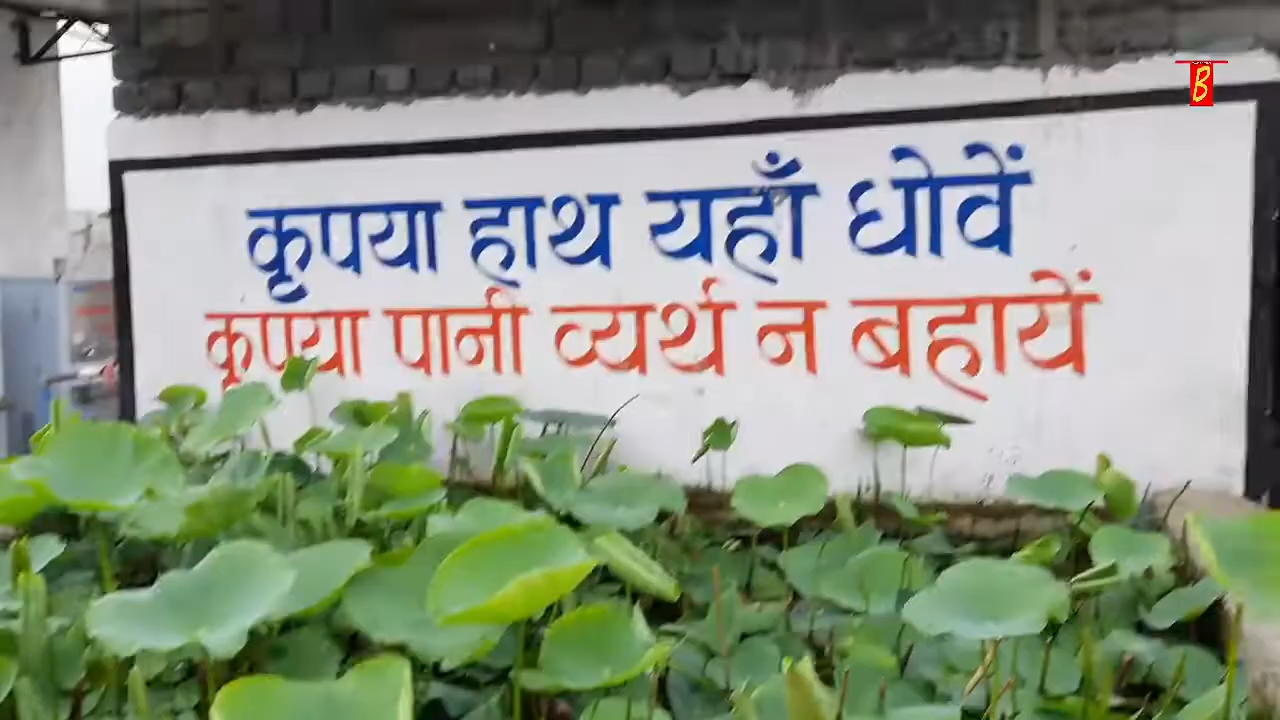 B
कृपया हाथ यहाँ धोवें
कृपया पानी व्यर्थ न बहायें